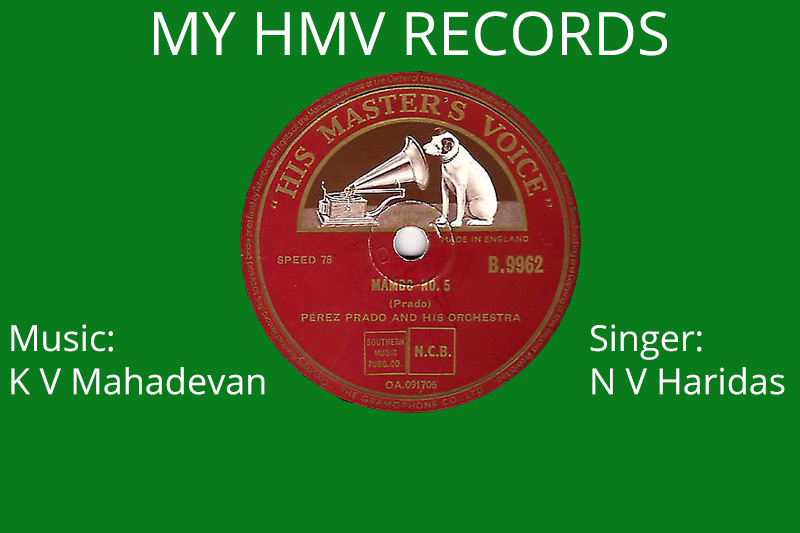 MY HMV RECORDS
"HIS MASTER'S VOICE"
MADE IN ENGLAND
SPEED 78
B.9962
MAMBO NO. 5
(Prado)
PEREZ PRADO AND HIS ORCHESTRA
SOUTHERN
MUSIC
PUBG.CO.
N.C.B.
OA.091706
THE GRAMOPHONE CO. LTD.
Music:
K V Mahadevan
Singer:
N V Haridas